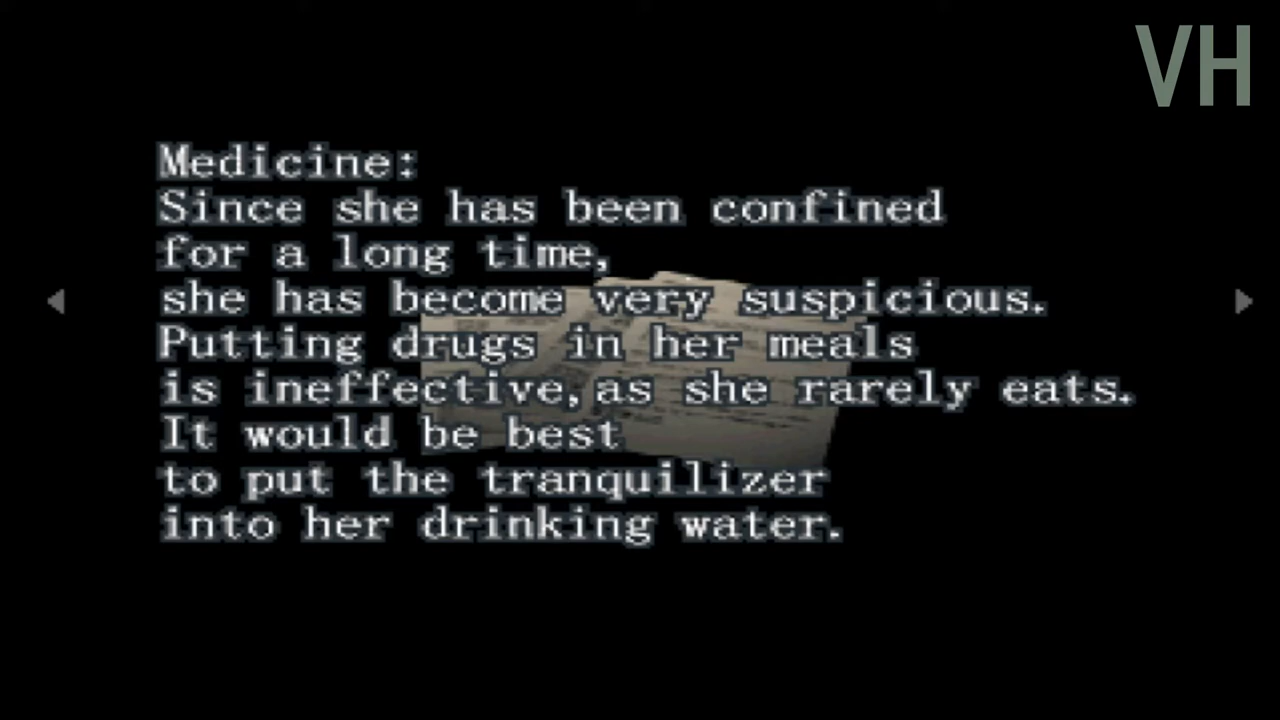 VH
Medicine:
Since she has been confined
for a long time,
she has become very suspicious.
Putting drugs in her meals
is ineffective,as she rarely eats.
It would be best
to put the tranquilizer
into her drinking water.